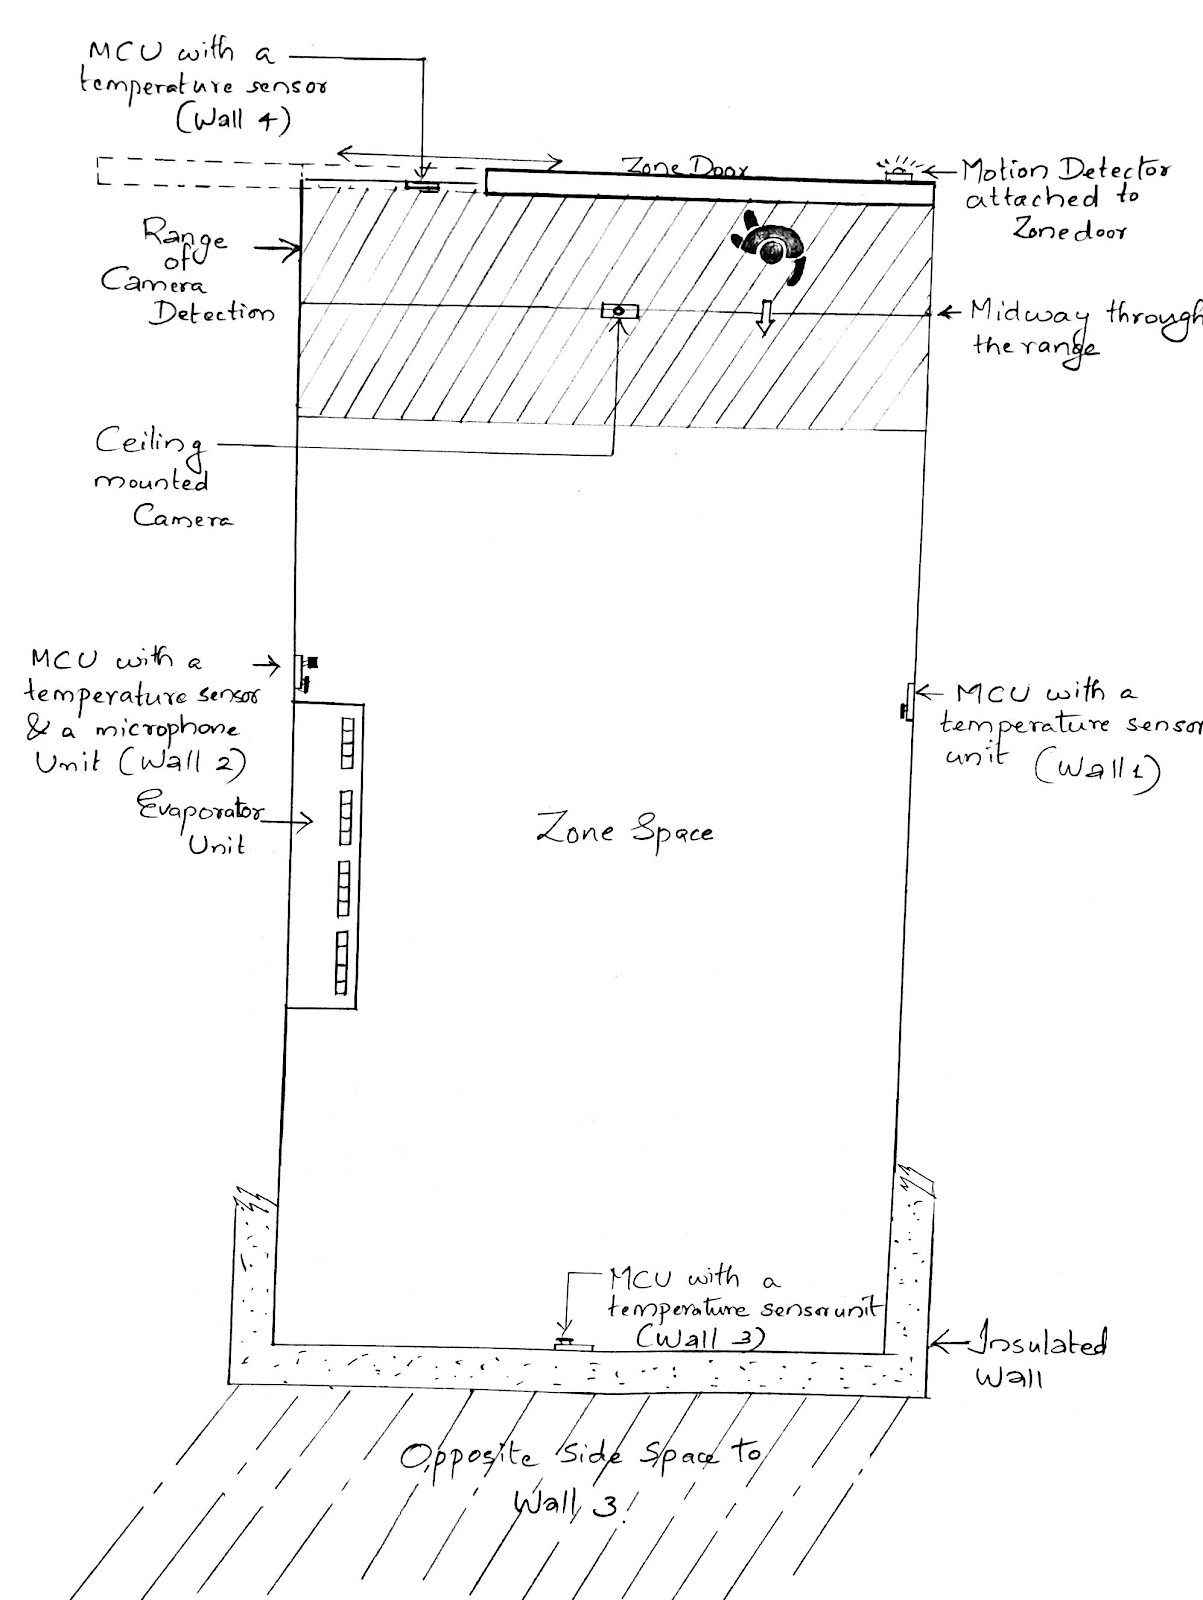 MCU with a
temperature sensor
(Wall 4)
Zone Door
Motion Detector
attached to
Zone door
Range
of
Camera
Detection
Midway through
the range
Ceiling
mounted
Camera
MCU with a
temperature sensor
& a microphone
Unit (Wall 2)
Evaporator
Unit
MCU with a
temperature sensor
unit (Wall 1)
Zone Space
MCU with a
temperature sensor unit
(Wall 3)
Insulated
Wall
Opposite Side Space to
Wall 3